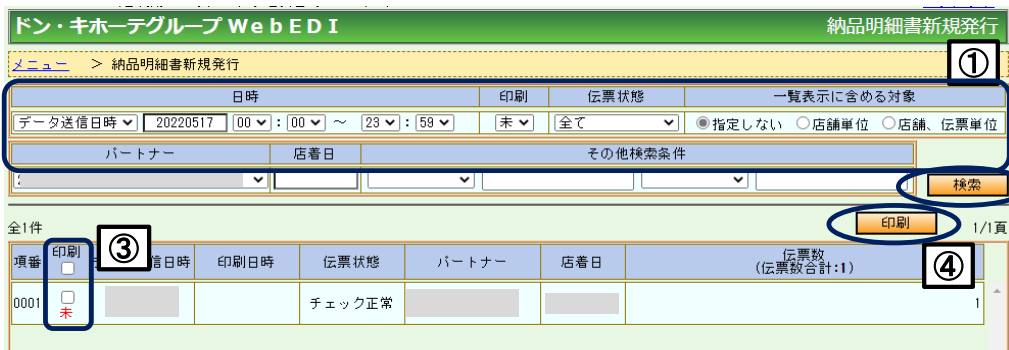 ドン・キホーテグループＷｅｂＥＤＩ 納品明細書新規発行
メニュー > 納品明細書新規発行
①
日時 印刷 伝票状態 一覧表示に含める対象
データ送信日時 20220517 00 : 00 ～ 23 : 59 未 全て 指定しない 店舗単位 店舗、伝票単位
パートナー 店着日 その他検索条件
検索
印刷
全1件 1/1頁
③
④
項番 印刷 信日時 印刷日時 伝票状態 パートナー 店着日 伝票数
(伝票数合計:1)
0001 未 チェック正常 1